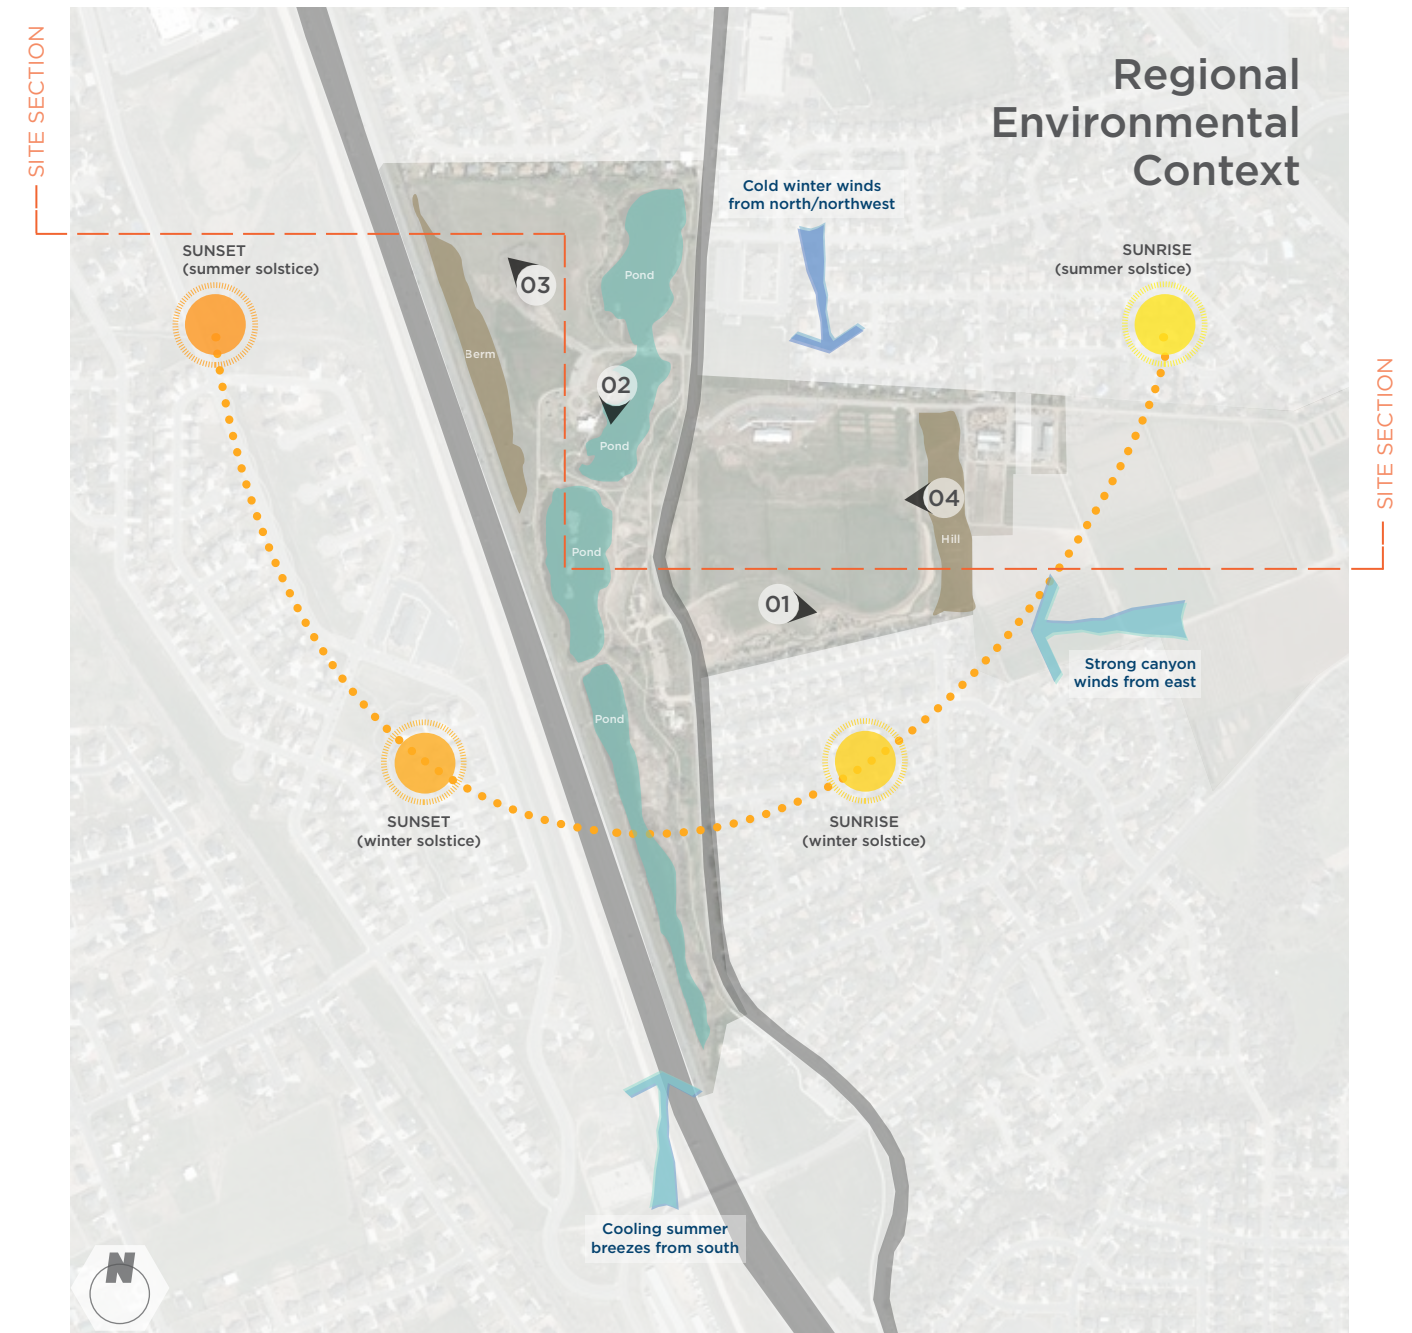 Regional
Environmental
Context
SITE SECTION
Cold winter winds
from north/northwest
SUNSET
(summer solstice)
SUNRISE
(summer solstice)
03
Pond
Berm
02
Pond
SITE SECTION
04
Hill
Pond
01
Strong canyon
winds from east
Pond
SUNSET
(winter solstice)
SUNRISE
(winter solstice)
Cooling summer
breezes from south
N